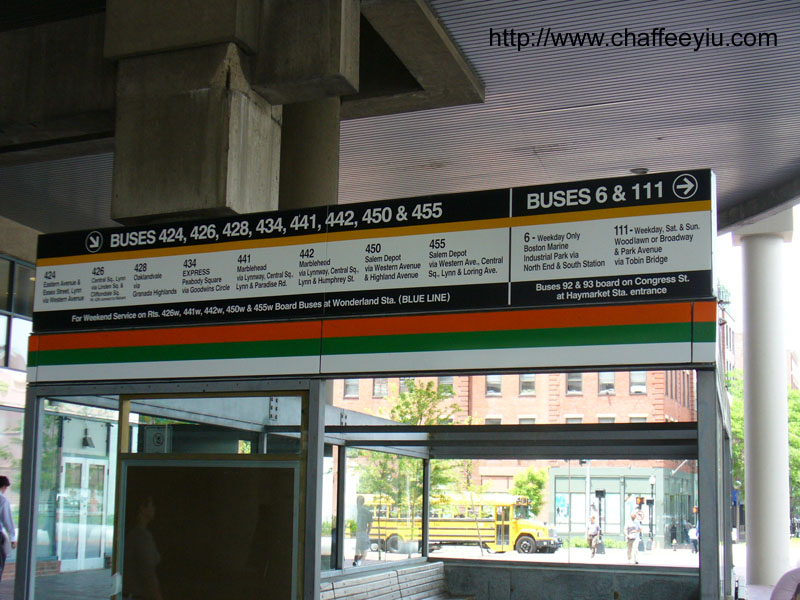 http://www.chaffeeyiu.com
BUSES 424, 426, 428, 434, 441, 442, 450 & 455
BUSES 6 & 111
424
Eastern Avenue &
Essex Street, Lynn
via Western Avenue
426
Central Sq., Lynn
via Linden Sq. &
Cliftondale Sq.
428
Oaklandvale
via
Granada Highlands
434
EXPRESS
Peabody Square
via Goodwins Circle
441
Marblehead
via Lynnway, Central Sq.,
Lynn & Paradise Rd.
442
Marblehead
via Lynnway, Central Sq.,
Lynn & Humphrey St.
450
Salem Depot
via Western Avenue
& Highland Avenue
455
Salem Depot
via Western Ave., Central
Sq., Lynn & Loring Ave.
6 - Weekday Only
Boston Marine
Industrial Park via
North End & South Station
111- Weekday, Sat. & Sun.
Woodlawn or Broadway
& Park Avenue
via Tobin Bridge
For Weekend Service on Rts. 426w, 441w, 442w, 450w & 455w Board Buses at Wonderland Sta. (BLUE LINE)
Buses 92 & 93 board on Congress St.
at Haymarket Sta. entrance